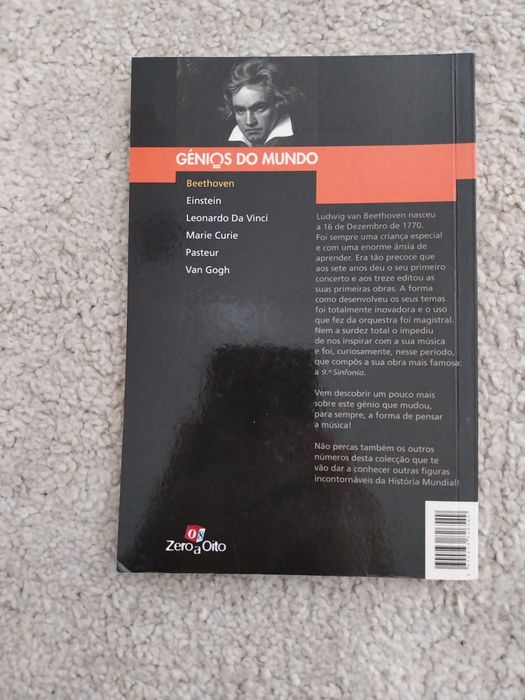 GÉNIOS DO MUNDO
Beethoven
Einstein
Leonardo Da Vinci
Marie Curie
Pasteur
Van Gogh
Ludwig van Beethoven nasceu
a 16 de Dezembro de 1770.
Foi sempre uma criança especial
e com uma enorme ânsia de
aprender. Era tão precoce que
aos sete anos deu o seu primeiro
concerto e aos treze editou as
suas primeiras obras. A forma
como desenvolveu os seus temas
foi totalmente inovadora e o uso
que fez da orquestra foi magistral.
Nem a surdez total o impediu
de nos inspirar com a sua música
e foi, curiosamente, nesse período,
que compôs a sua obra mais famosa:
a 9.ª Sinfonia.
Vem descobrir um pouco mais
sobre este génio que mudou,
para sempre, a forma de pensar
a música!
Não percas também os outros
números desta colecção que te
vão dar a conhecer outras figuras
incontornáveis da História Mundial!
08
Zero a Oito